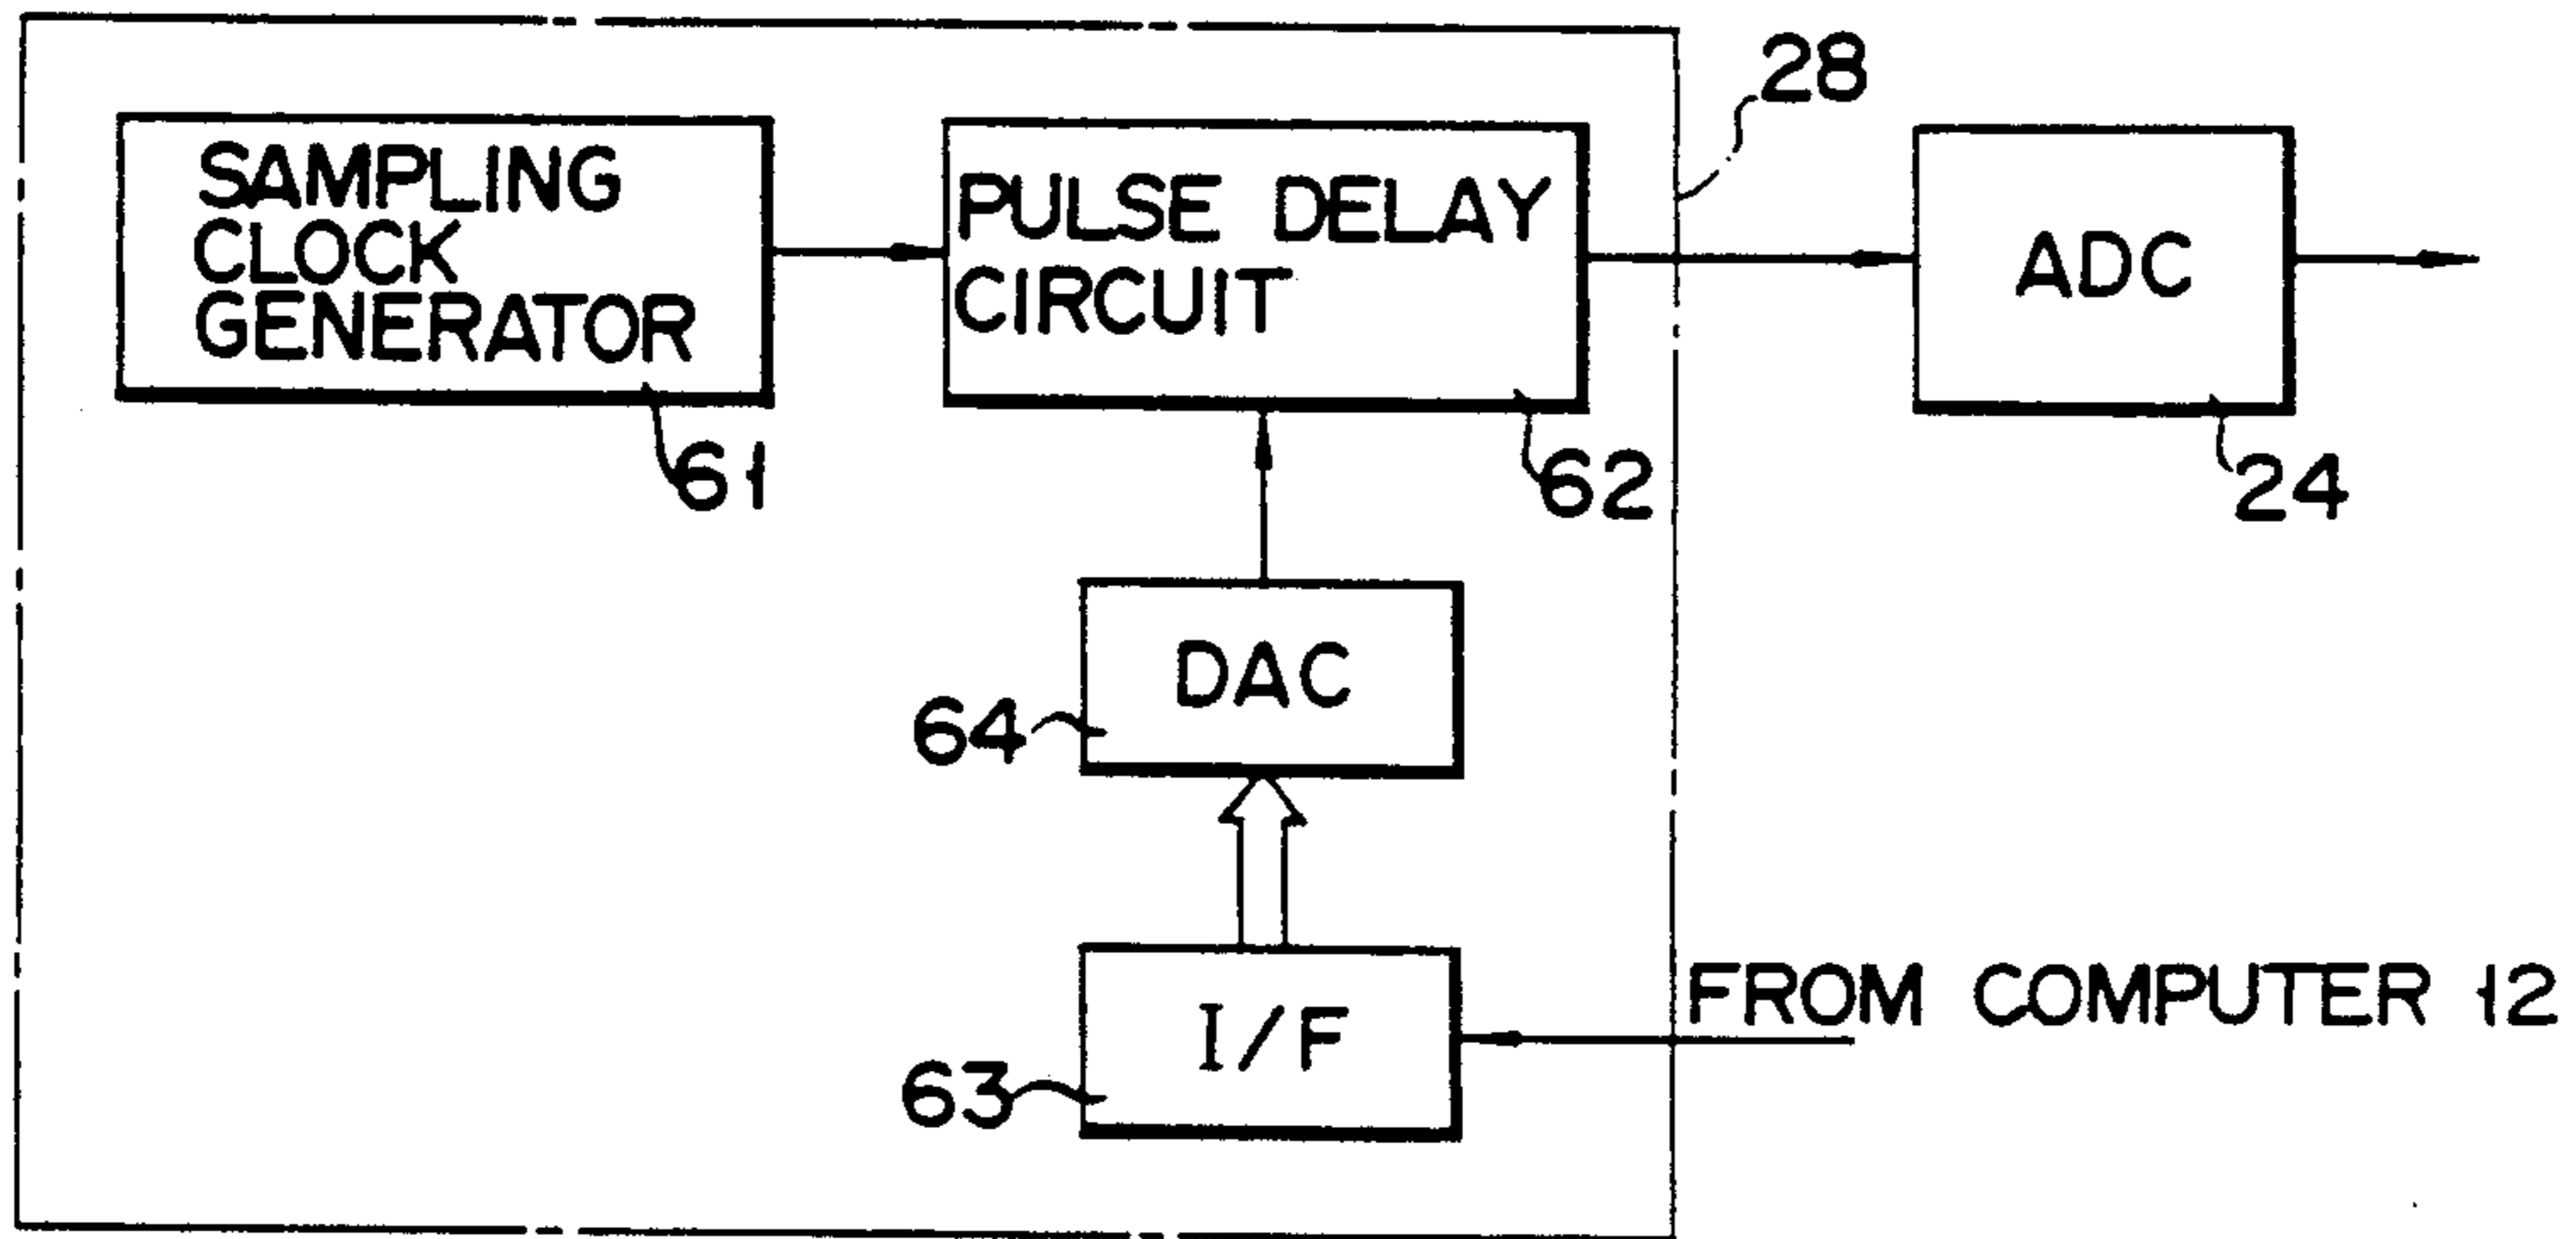 28
SAMPLING
CLOCK
GENERATOR
PULSE DELAY
CIRCUIT
ADC
61
62
24
DAC
64
FROM COMPUTER 12
I/F
63